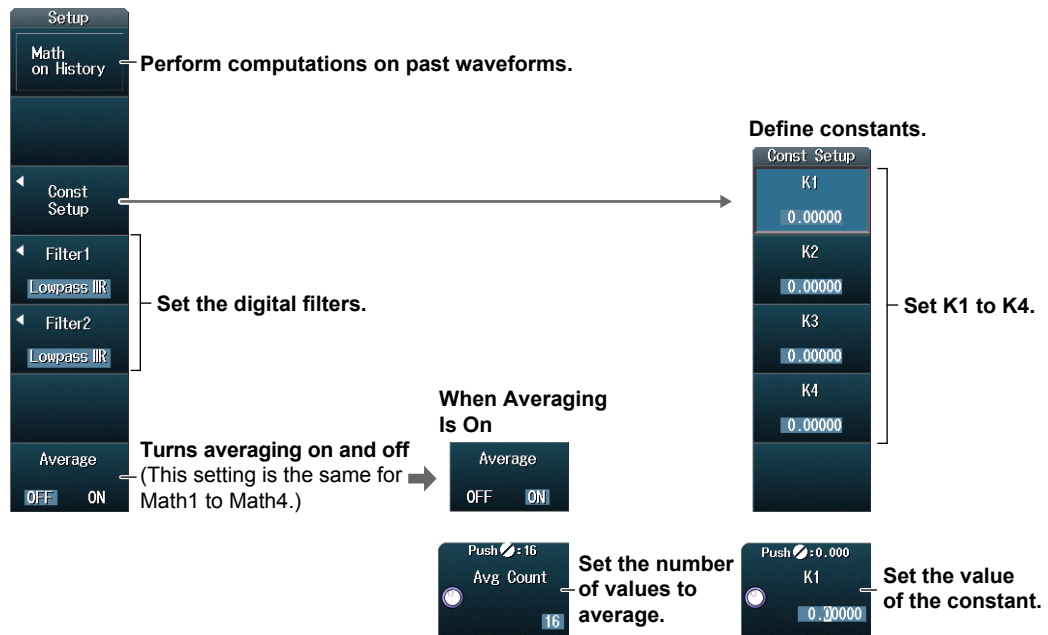 Setup
Math
on History
Perform computations on past waveforms.
Const
Setup
Filter1
Lowpass IIR
Filter2
Lowpass IIR
Set the digital filters.
Average
OFF ON
Turns averaging on and off
(This setting is the same for
Math1 to Math4.)
When Averaging
Is On
Average
OFF ON
Push :16
Avg Count
16
Set the number
of values to
average.
Define constants.
Const Setup
K1
0.00000
K2
0.00000
K3
0.00000
K4
0.00000
Set K1 to K4.
Push :0.000
K1
0.00000
Set the value
of the constant.